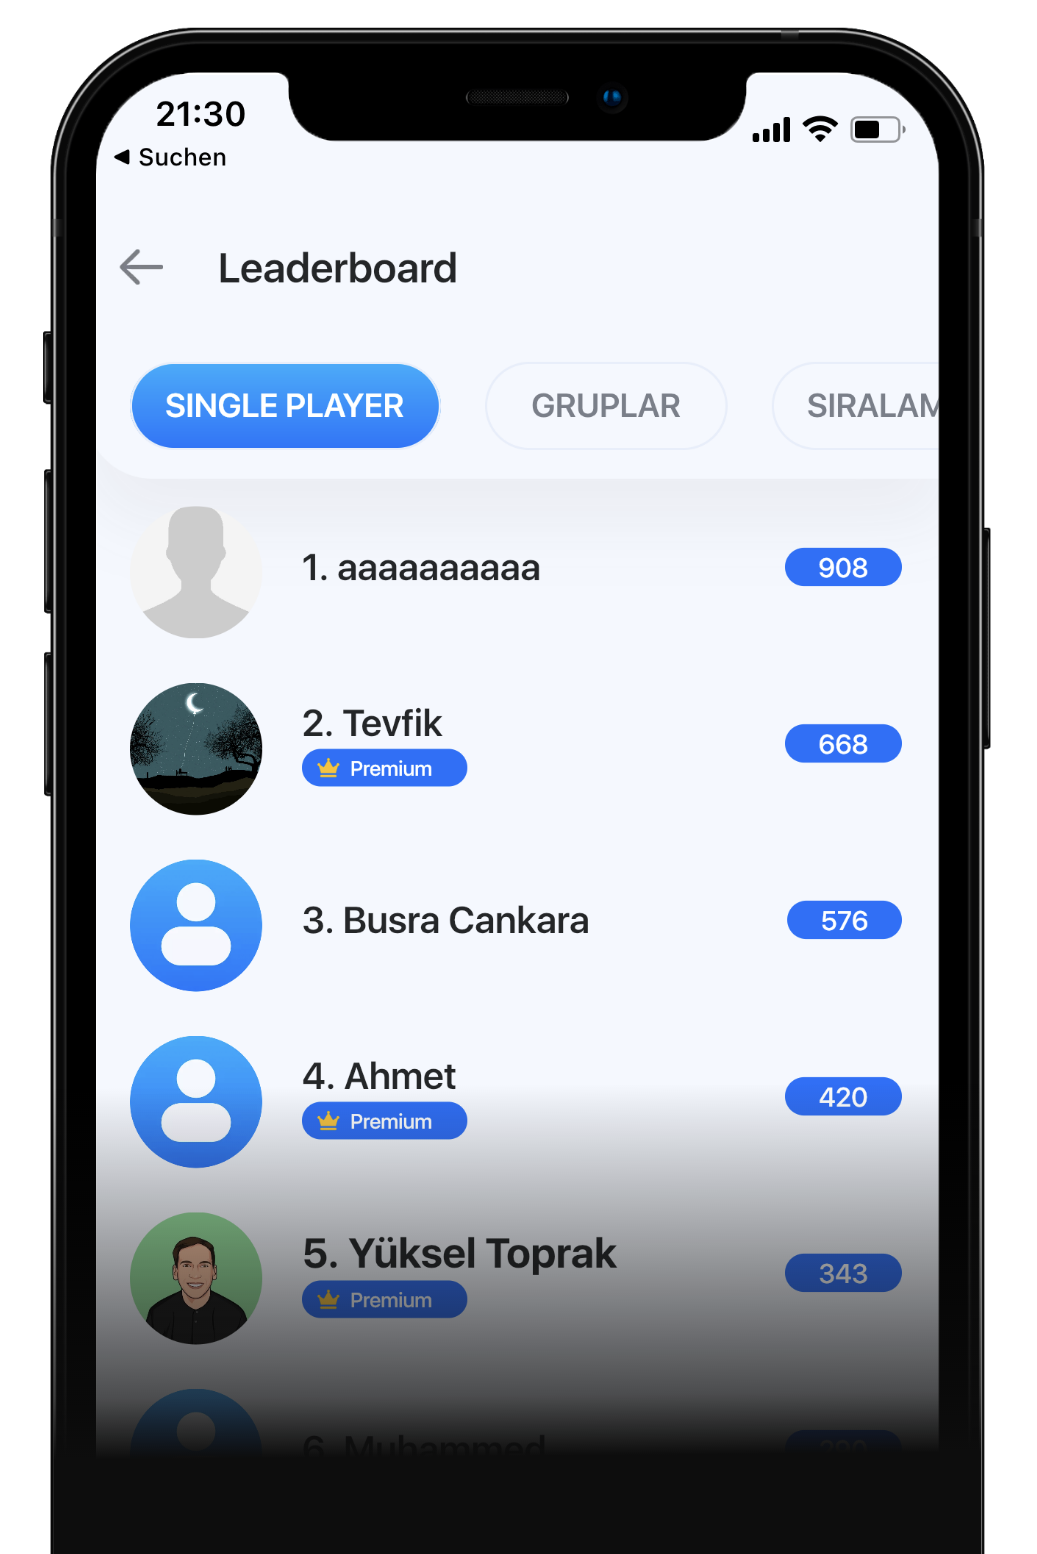 21:30
◀ Suchen
Leaderboard
SINGLE PLAYER
GRUPLAR
SIRALAM
1. aaaaaaaaaa
908
2. Tevfik
668
Premium
3. Busra Cankara
576
4. Ahmet
420
Premium
5. Yüksel Toprak
343
Premium
6. Muhammed